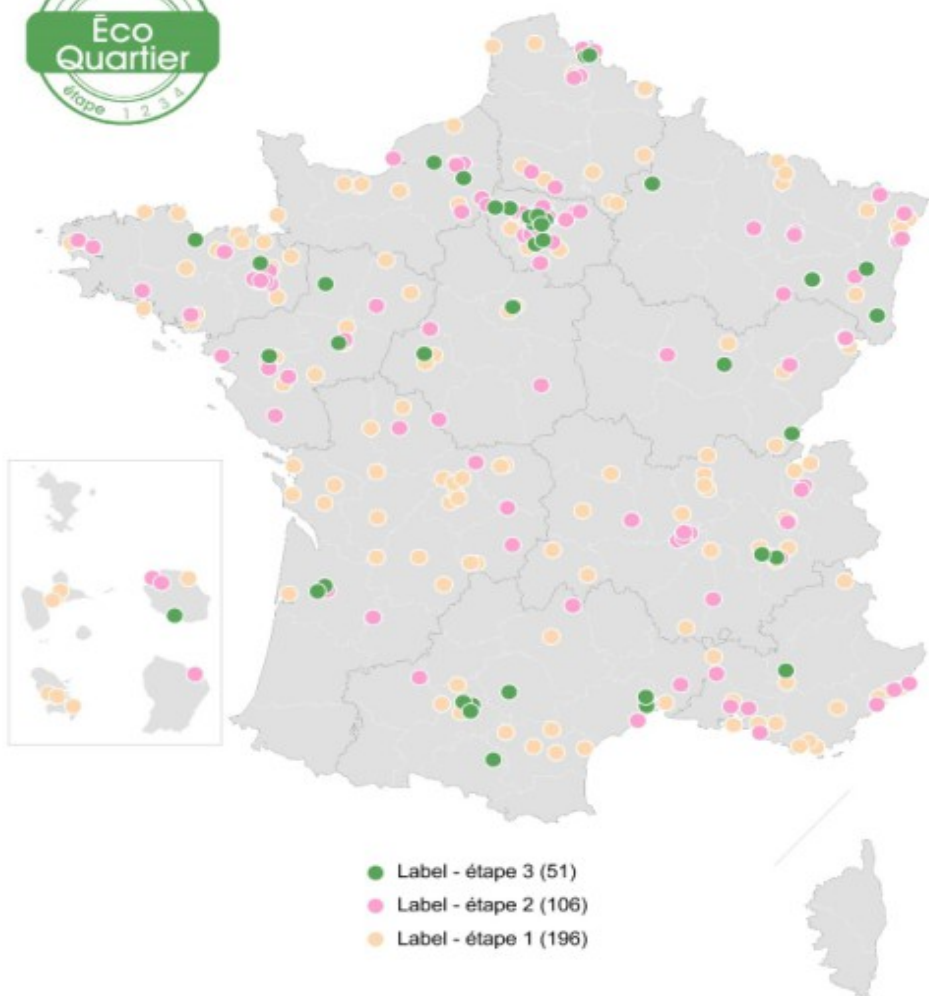 Éco
Quartier
étape 1 2 3 4
Label - étape 3 (51)
Label - étape 2 (106)
Label - étape 1 (196)